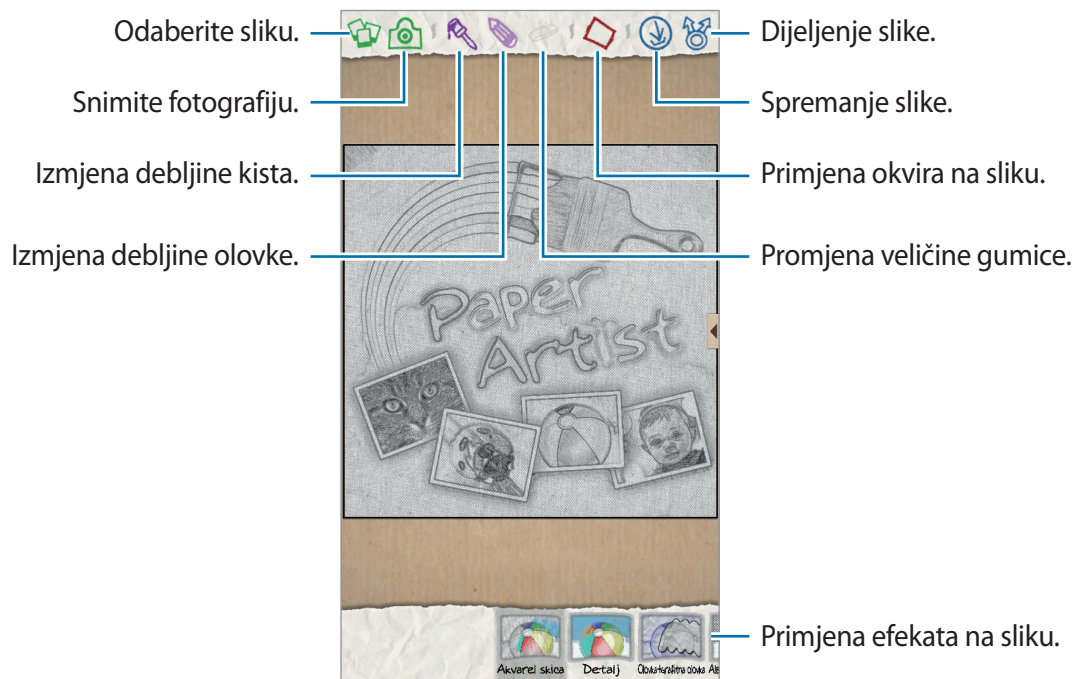 Odaberite sliku.
Dijeljenje slike.
Snimite fotografiju.
Spremanje slike.
Izmjena debljine kista.
Primjena okvira na sliku.
Izmjena debljine olovke.
Promjena veličine gumice.
Paper
Artist
Primjena efekata na sliku.
Akvarel skica
Detalj